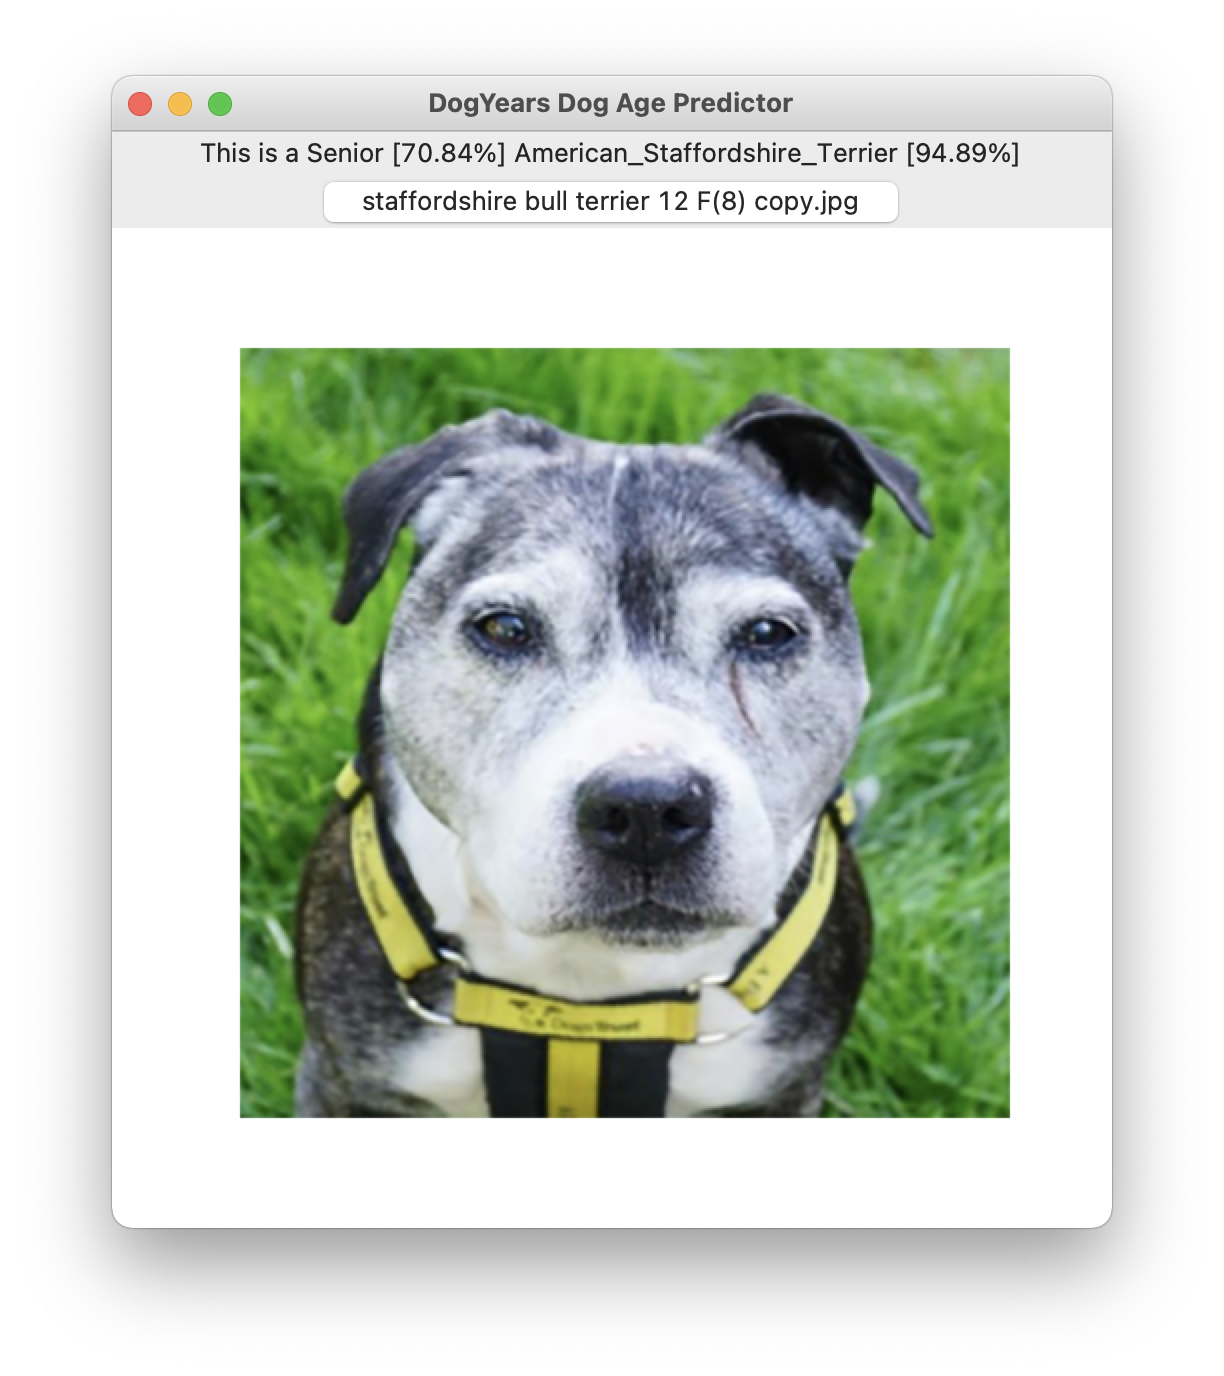 DogYears Dog Age Predictor
This is a Senior [70.84%] American_Staffordshire_Terrier [94.89%]
staffordshire bull terrier 12 F(8) copy.jpg
DogsTrust